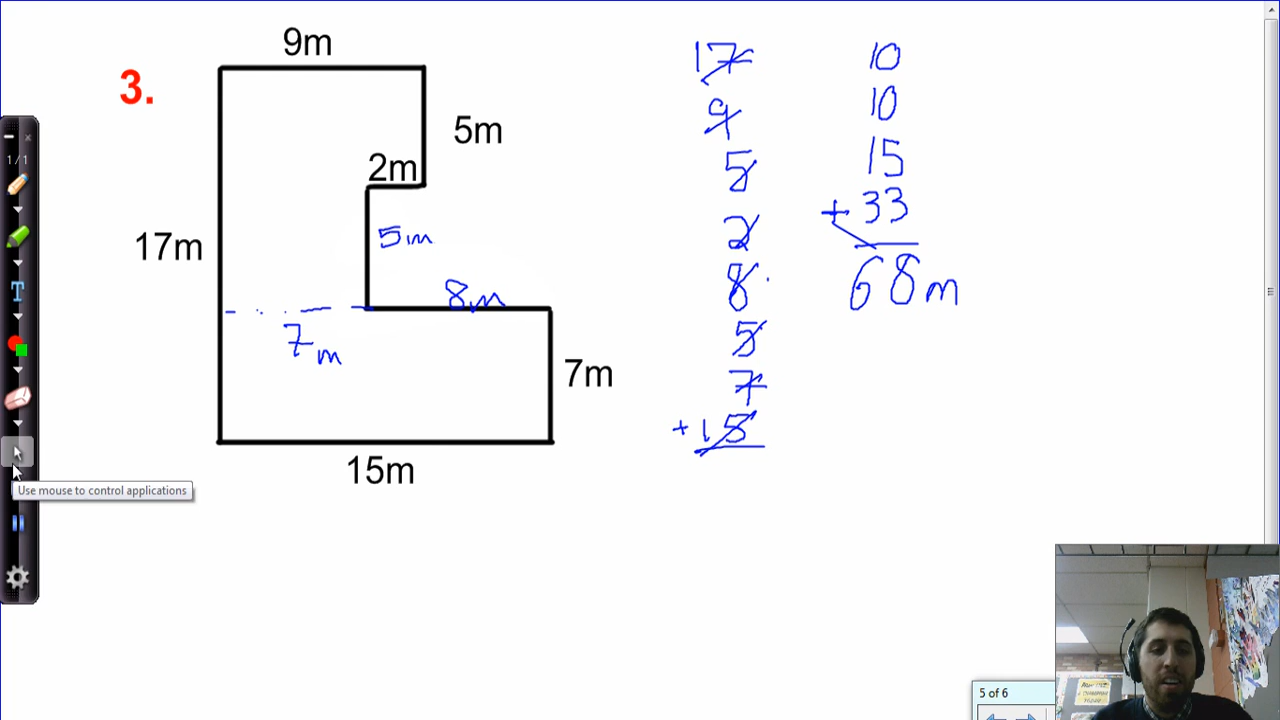 9m
3.
5m
2m
17m
5m
8m
7m
7m
15m
17
9
5
2
8
5
7
+ 15
10
10
15
+ 33
68m
1/1
T
Use mouse to control applications
5 of 6